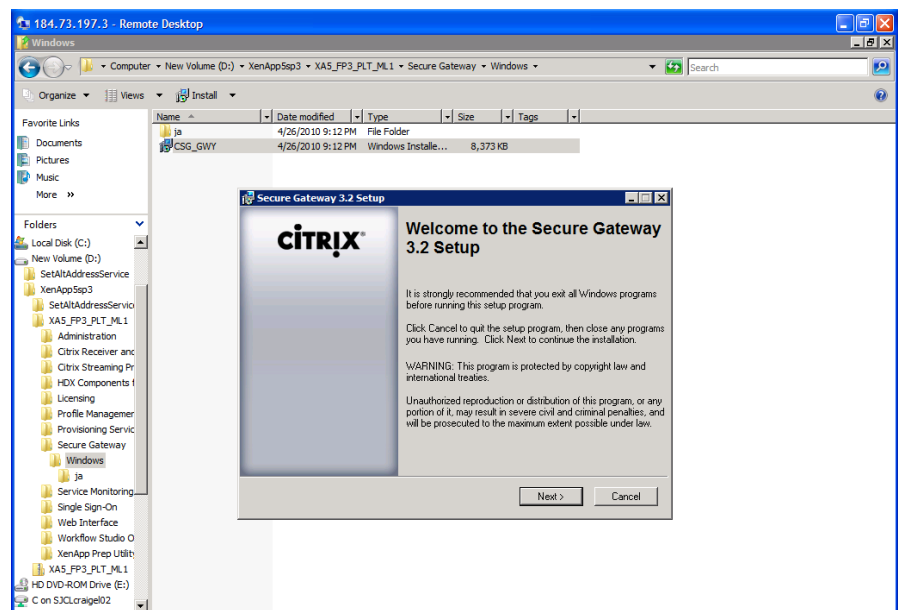 184.73.197.3 - Remote Desktop
Windows
Computer New Volume (D:) XenApp5sp3 XA5_FP3_PLT_ML1 Secure Gateway Windows
Search
Organize Views Install
Favorite Links
Documents
Pictures
Music
More »
Folders
Local Disk (C:)
New Volume (D:)
SetAltAddressService
XenApp5sp3
SetAltAddressServic
XA5_FP3_PLT_ML1
Administration
Citrix Receiver and
Citrix Streaming Pr
HDX Components f
Licensing
Profile Managemer
Provisioning Servic
Secure Gateway
Windows
ja
Service Monitoring
Single Sign-On
Web Interface
Workflow Studio O
XenApp Prep Utility
XA5_FP3_PLT_ML1
HD DVD-ROM Drive (E:)
C on SJCLcraigel02
Name Date modified Type Size Tags
ja 4/26/2010 9:12 PM File Folder
CSG_GWY 4/26/2010 9:12 PM Windows Installe... 8,373 KB
Secure Gateway 3.2 Setup
CITRIX
Welcome to the Secure Gateway
3.2 Setup
It is strongly recommended that you exit all Windows programs
before running this setup program.
Click Cancel to quit the setup program, then close any programs
you have running. Click Next to continue the installation.
WARNING: This program is protected by copyright law and
international treaties.
Unauthorized reproduction or distribution of this program, or any
portion of it, may result in severe civil and criminal penalties, and
will be prosecuted to the maximum extent possible under law.
Next > Cancel